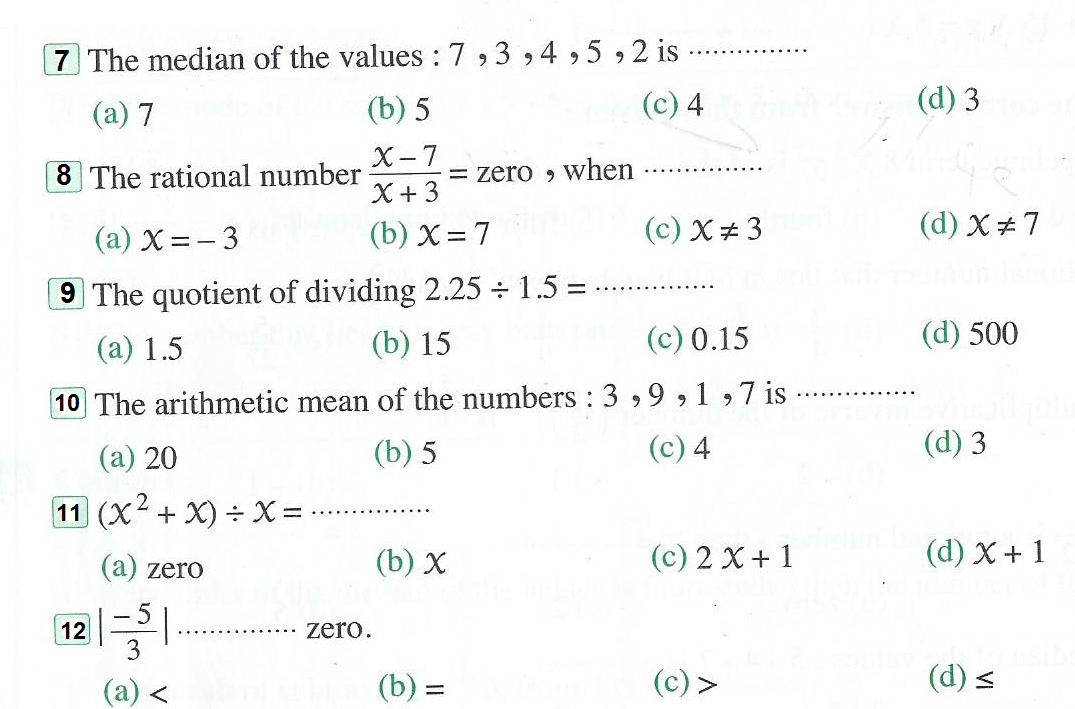 7 The median of the values : 7 , 3 , 4 , 5 , 2 is ..............
(a) 7 (b) 5 (c) 4 (d) 3
8 The rational number x − 7 / x + 3 = zero , when ..............
(a) x = − 3 (b) x = 7 (c) x ≠ 3 (d) x ≠ 7
9 The quotient of dividing 2.25 ÷ 1.5 = ..............
(a) 1.5 (b) 15 (c) 0.15 (d) 500
10 The arithmetic mean of the numbers : 3 , 9 , 1 , 7 is ..............
(a) 20 (b) 5 (c) 4 (d) 3
11 (x² + x) ÷ x = ..............
(a) zero (b) x (c) 2 x + 1 (d) x + 1
12 | − 5 / 3 | .............. zero.
(a) < (b) = (c) > (d) ≤